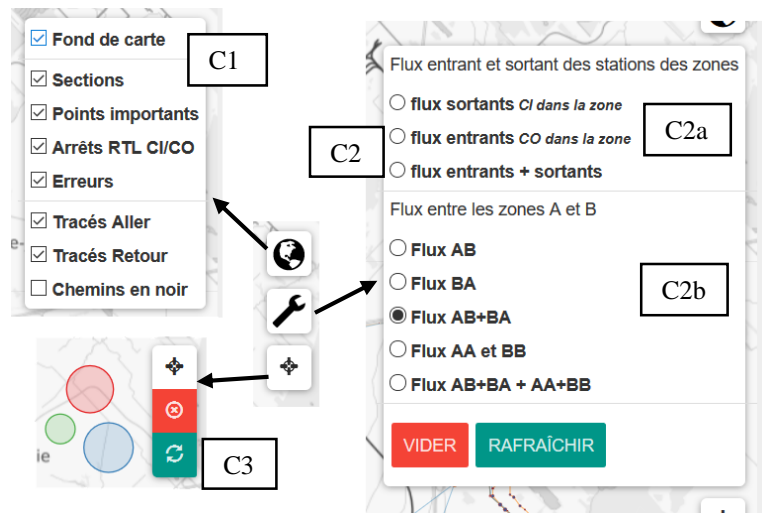 Fond de carte
C1
Sections
Points importants
Arrêts RTL CI/CO
Erreurs
Tracés Aller
Tracés Retour
Chemins en noir
e-
C3
ie
C2
Flux entrant et sortant des stations des zones
flux sortants CI dans la zone
flux entrants CO dans la zone
flux entrants + sortants
C2a
Flux entre les zones A et B
Flux AB
Flux BA
Flux AB+BA
Flux AA et BB
Flux AB+BA + AA+BB
C2b
VIDER
RAFRAÎCHIR